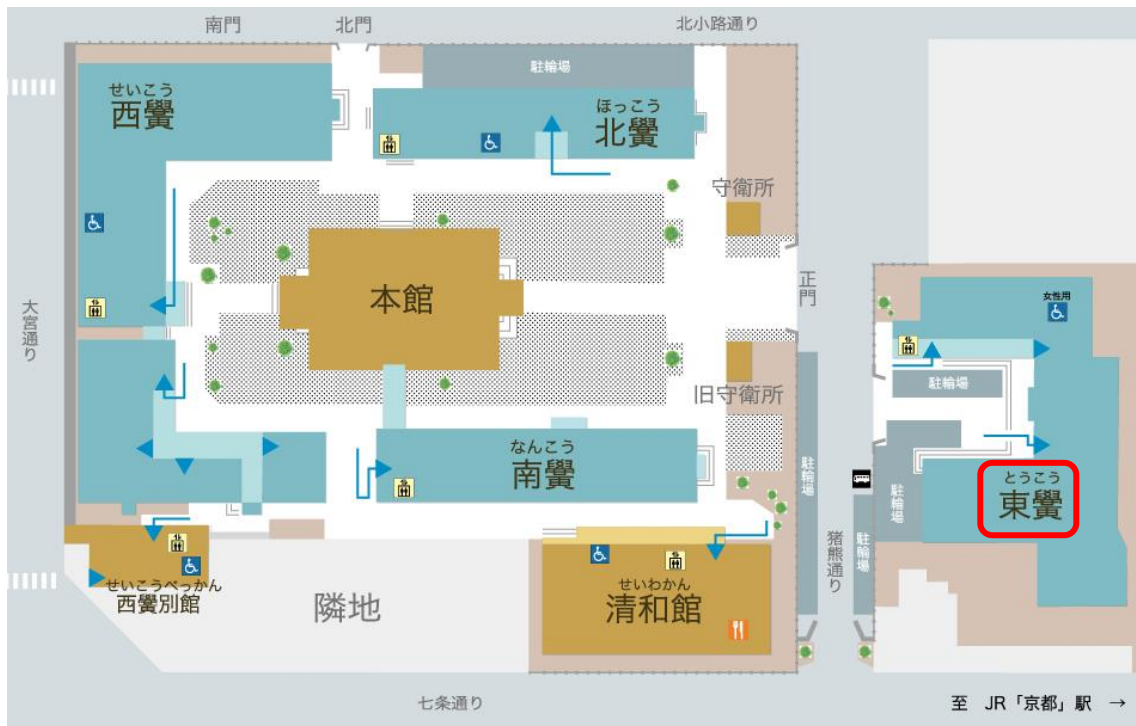 南門
北門
北小路通り
駐輪場
せいこう
西黌
ほっこう
北黌
守衛所
大宮通り
本館
正門
女性用
駐輪場
旧守衛所
なんこう
南黌
駐輪場
駐輪場
とうこう
東黌
猪熊通り
駐輪場
せいこうべっかん
西黌別館
隣地
せいわかん
清和館
七条通り
至 JR「京都」駅 →